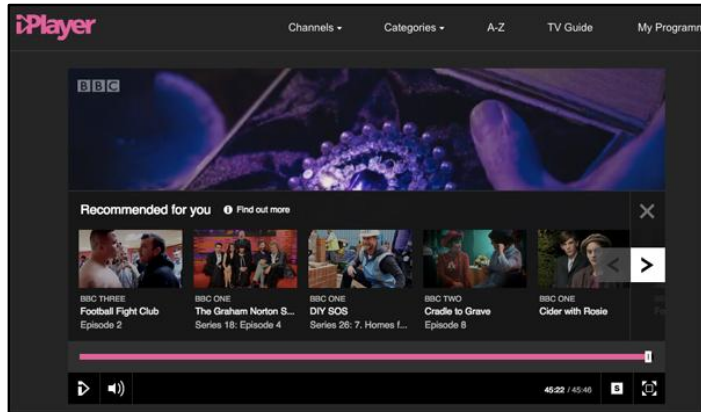 iPlayer
Channels
Categories
A-Z
TV Guide
My Programm
BBC
Recommended for you
i Find out more
BBC THREE
Football Fight Club
Episode 2
BBC ONE
The Graham Norton S...
Series 18: Episode 4
BBC ONE
DIY SOS
Series 26: 7. Homes f...
BBC TWO
Cradle to Grave
Episode 8
BBC ONE
Cider with Rosie
45:22 / 45:46
S